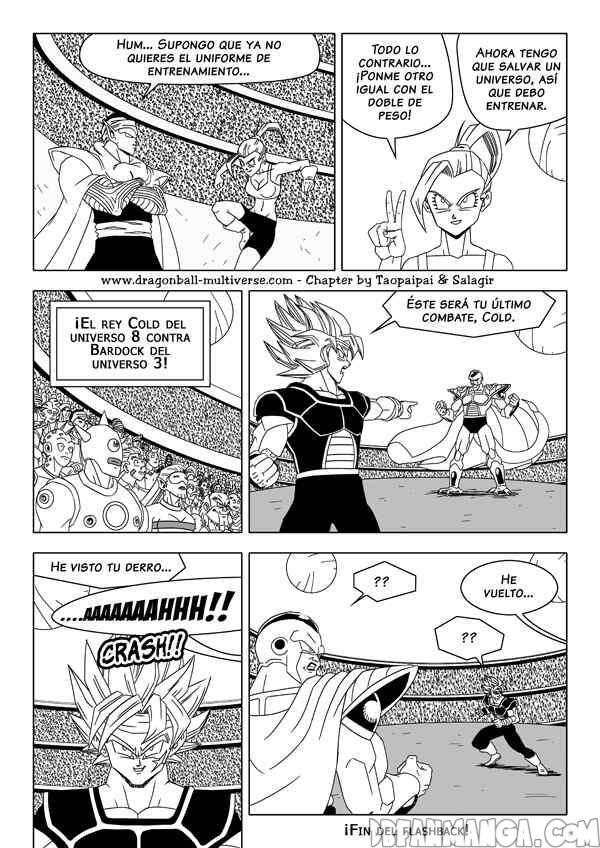 Hum... Supongo que ya no
quieres el uniforme de
entrenamiento...
Todo lo
contrario...
¡Ponme otro
igual con el
doble de
peso!
Ahora tengo
que salvar un
universo, así
que debo
entrenar.
www.dragonball-multiverse.com - Chapter by Taopaipai & Salagir
¡El rey Cold del
universo 8 contra
Bardock del
universo 3!
Éste será tu último
combate, Cold.
He visto tu derro...
....AAAAAAAHHH!!
CRASH!!
??
He
vuelto...
??
¡Fin del flashback!
DBFANMANGA.COM